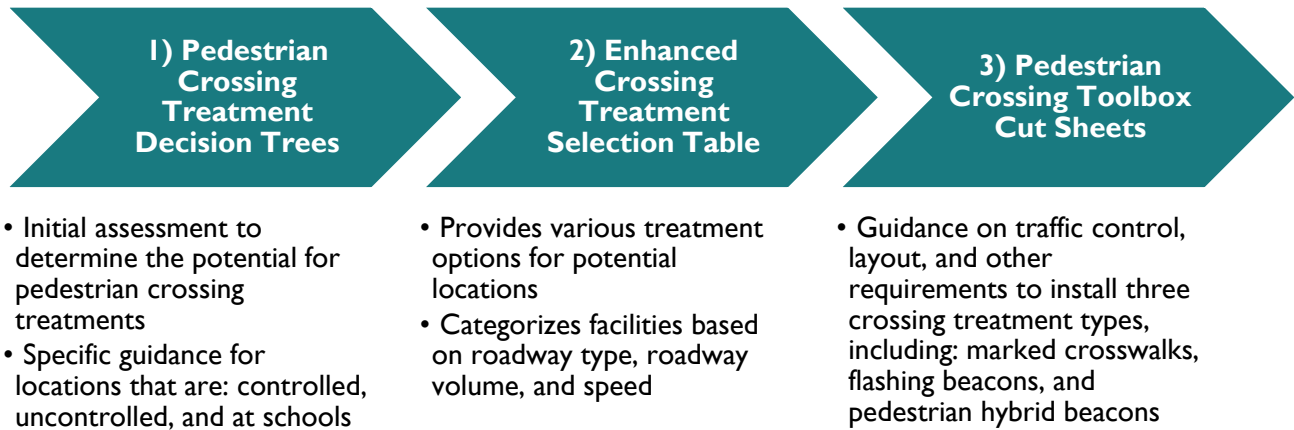 1) Pedestrian
Crossing
Treatment
Decision Trees
2) Enhanced
Crossing
Treatment
Selection Table
3) Pedestrian
Crossing Toolbox
Cut Sheets
• Initial assessment to
determine the potential for
pedestrian crossing
treatments
• Specific guidance for
locations that are: controlled,
uncontrolled, and at schools
• Provides various treatment
options for potential
locations
• Categorizes facilities based
on roadway type, roadway
volume, and speed
• Guidance on traffic control,
layout, and other
requirements to install three
crossing treatment types,
including: marked crosswalks,
flashing beacons, and
pedestrian hybrid beacons